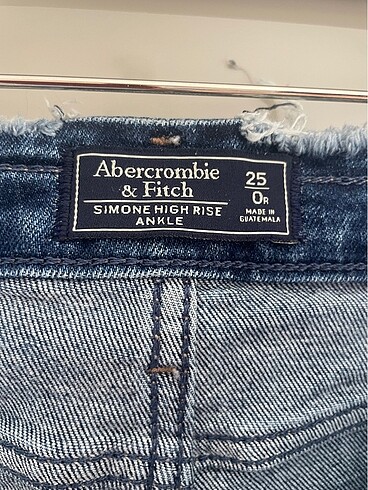 Abercrombie
& Fitch
SIMONE HIGH RISE
ANKLE
25
0R
MADE IN
GUATEMALA